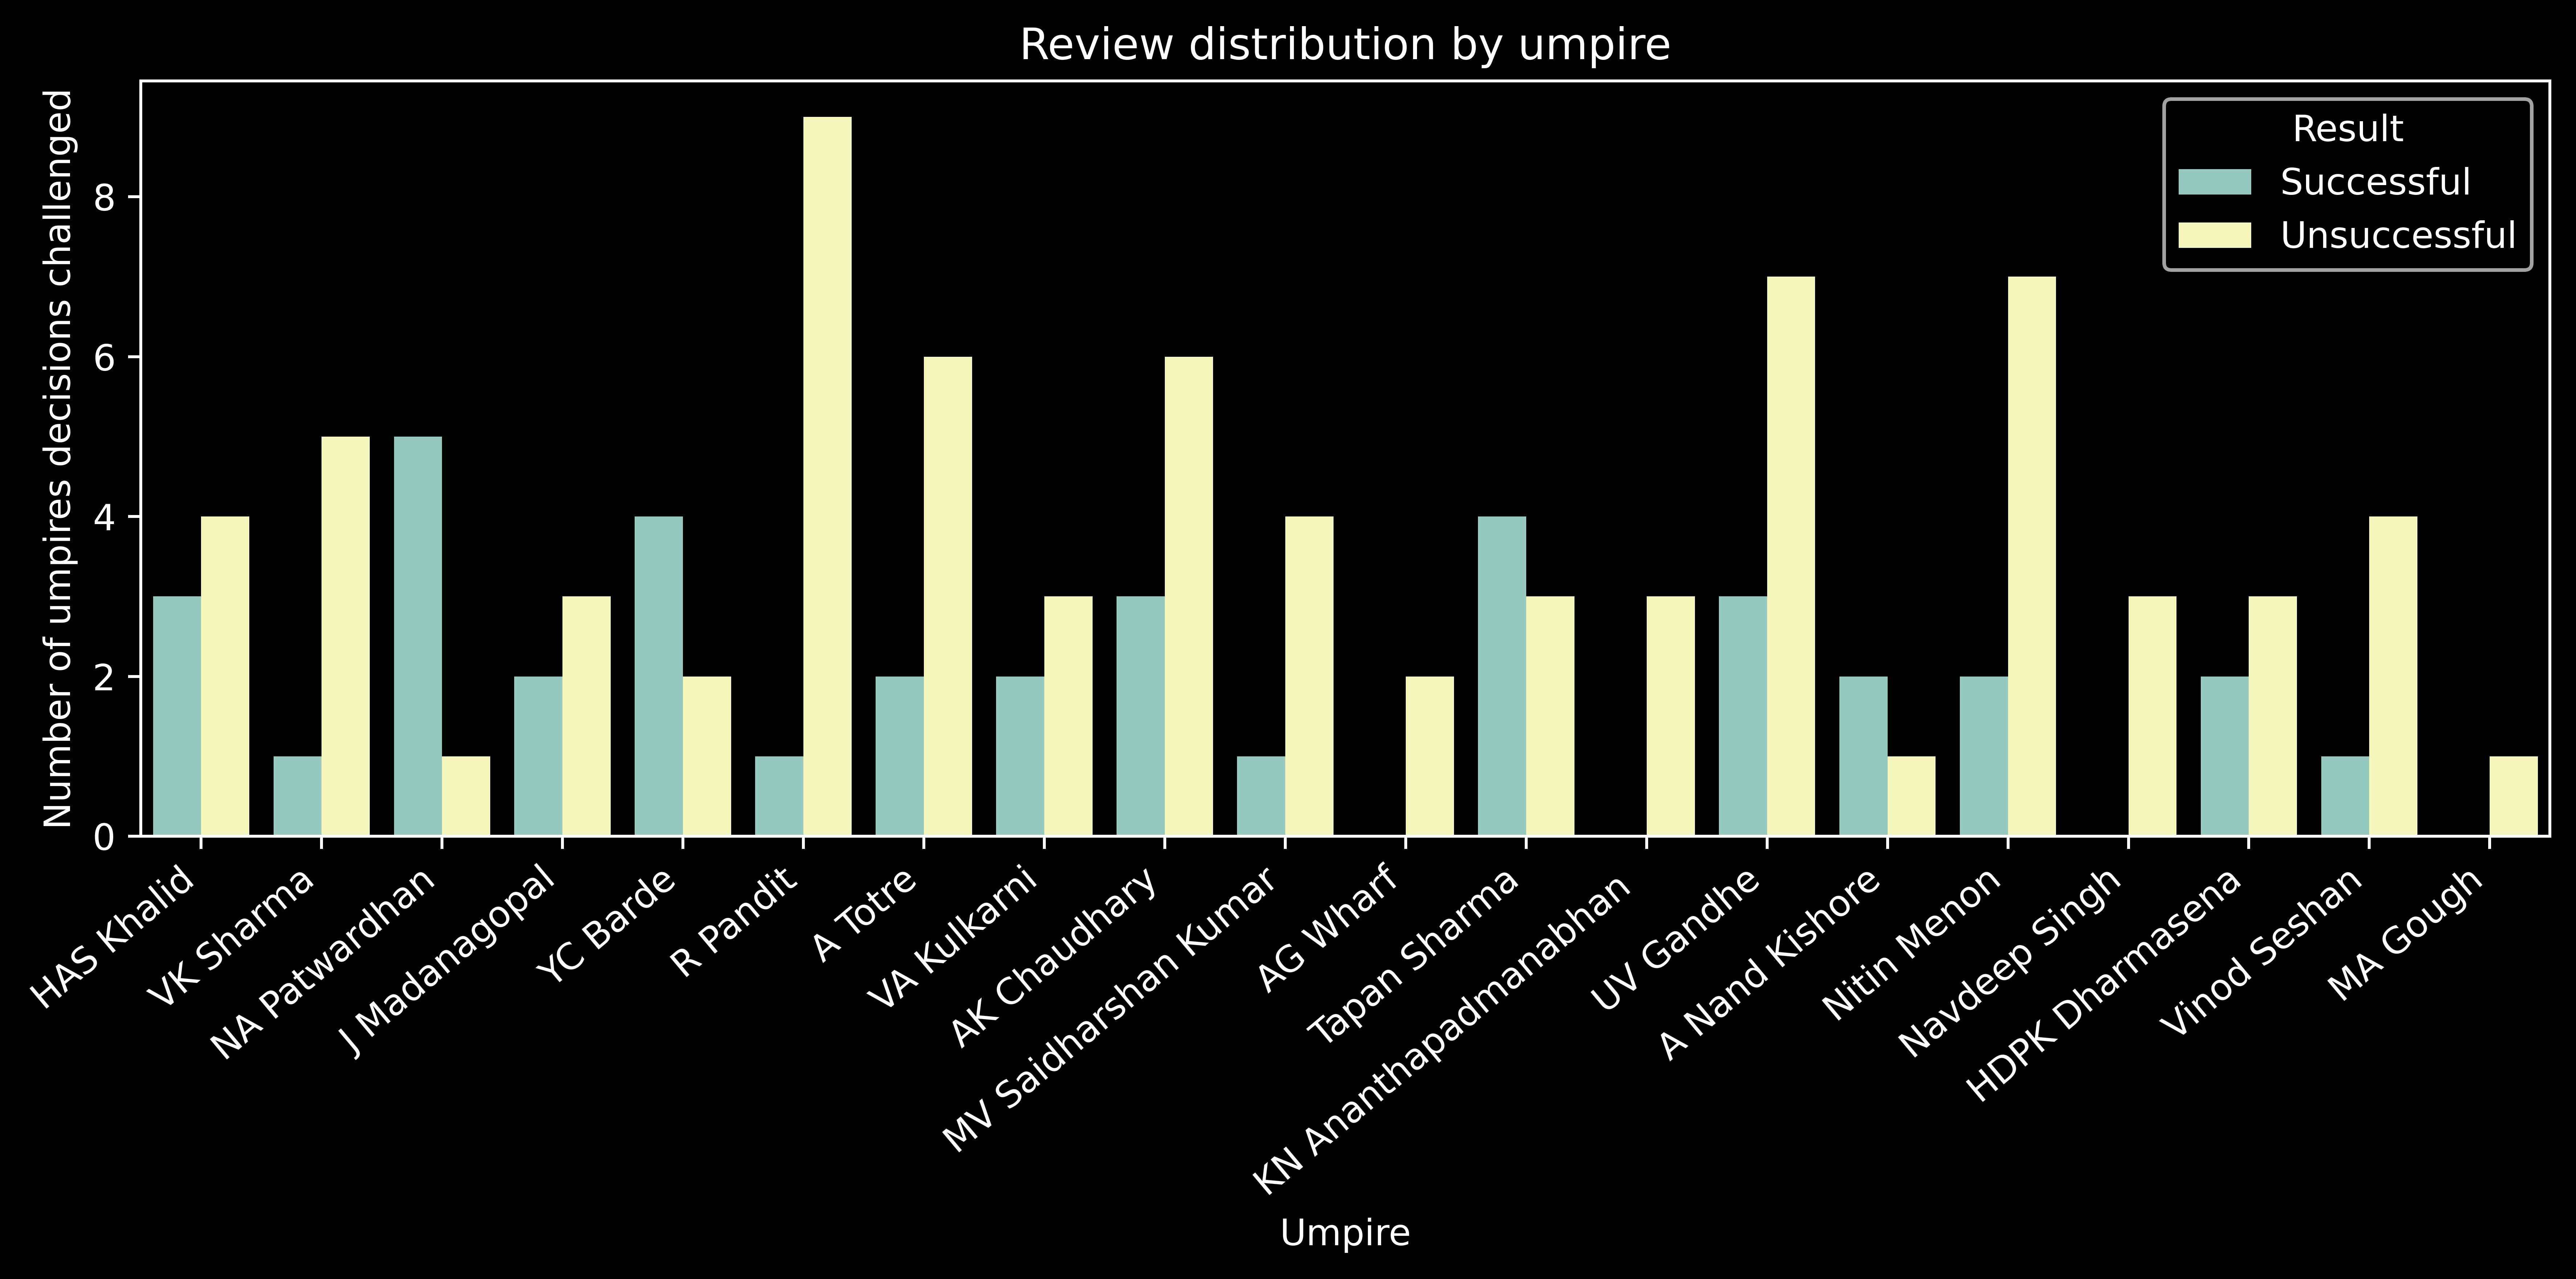 Review distribution by umpire
Number of umpires decisions challenged
8
6
4
2
0
Result
Successful
Unsuccessful
HAS Khalid
VK Sharma
NA Patwardhan
J Madanagopal
YC Barde
R Pandit
A Totre
VA Kulkarni
AK Chaudhary
MV Saidharshan Kumar
AG Wharf
Tapan Sharma
KN Ananthapadmanabhan
UV Gandhe
A Nand Kishore
Nitin Menon
Navdeep Singh
HDPK Dharmasena
Vinod Seshan
MA Gough
Umpire